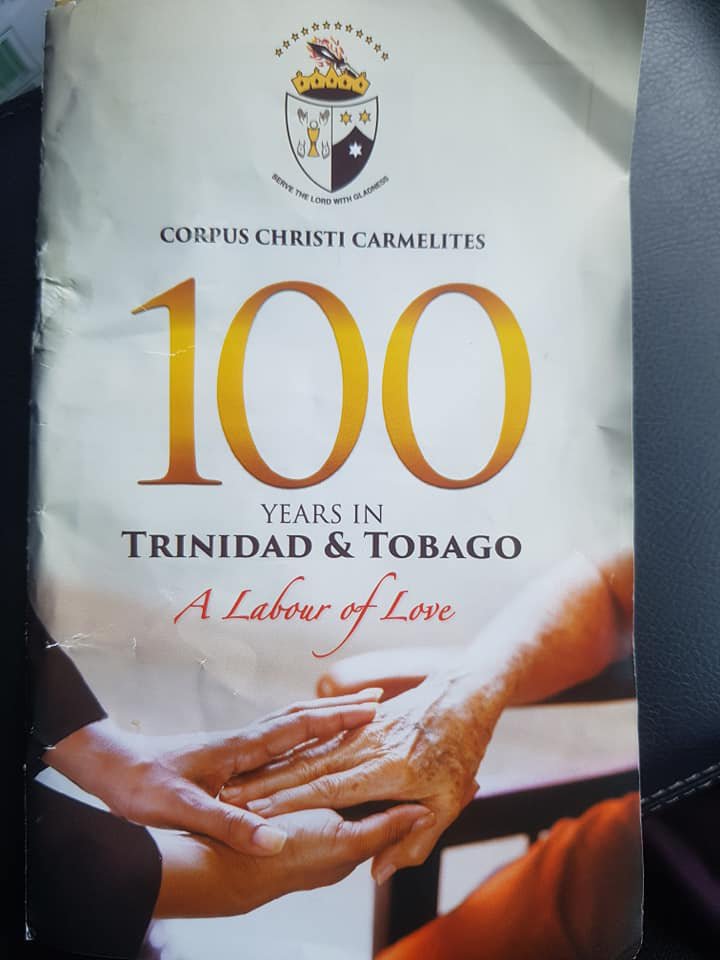 SERVE THE LORD WITH GLADNESS
CORPUS CHRISTI CARMELITES
100
YEARS IN
TRINIDAD & TOBAGO
A Labour of Love